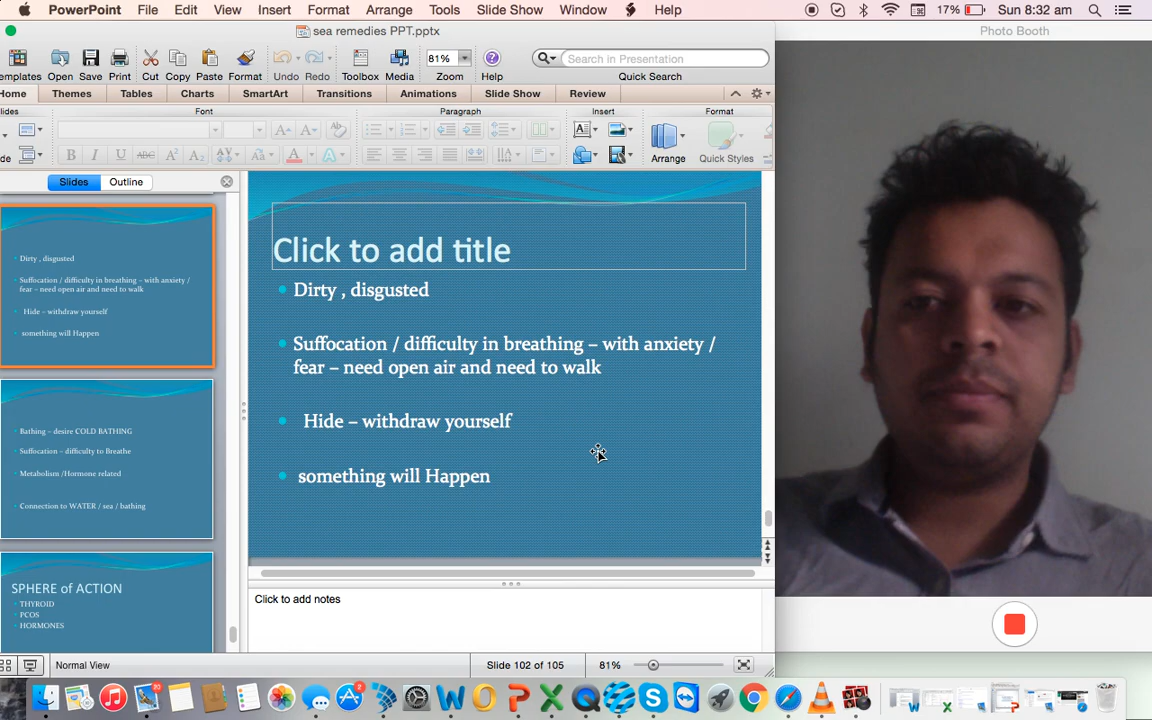 PowerPoint File Edit View Insert Format Arrange Tools Slide Show Window Help 17% Sun 8:32 am
sea remedies PPT.pptx
Photo Booth
81% Search in Presentation
emplates Open Save Print Cut Copy Paste Format Undo Redo Toolbox Media Zoom Help Quick Search
Home Themes Tables Charts SmartArt Transitions Animations Slide Show Review
lides Font Paragraph Insert Format
de Arrange Quick Styles
Slides Outline
Dirty , disgusted
Suffocation / difficulty in breathing – with anxiety /
fear – need open air and need to walk
Hide – withdraw yourself
something will Happen
Bathing – desire COLD BATHING
Suffocation – difficult to Breathe
Metabolism /Hormone related
Connection to WATER / sea / bathing
SPHERE of ACTION
THYROID
PCOS
HORMONES
Click to add title
Dirty , disgusted
Suffocation / difficulty in breathing – with anxiety /
fear – need open air and need to walk
Hide – withdraw yourself
something will Happen
Click to add notes
Normal View Slide 102 of 105 81%